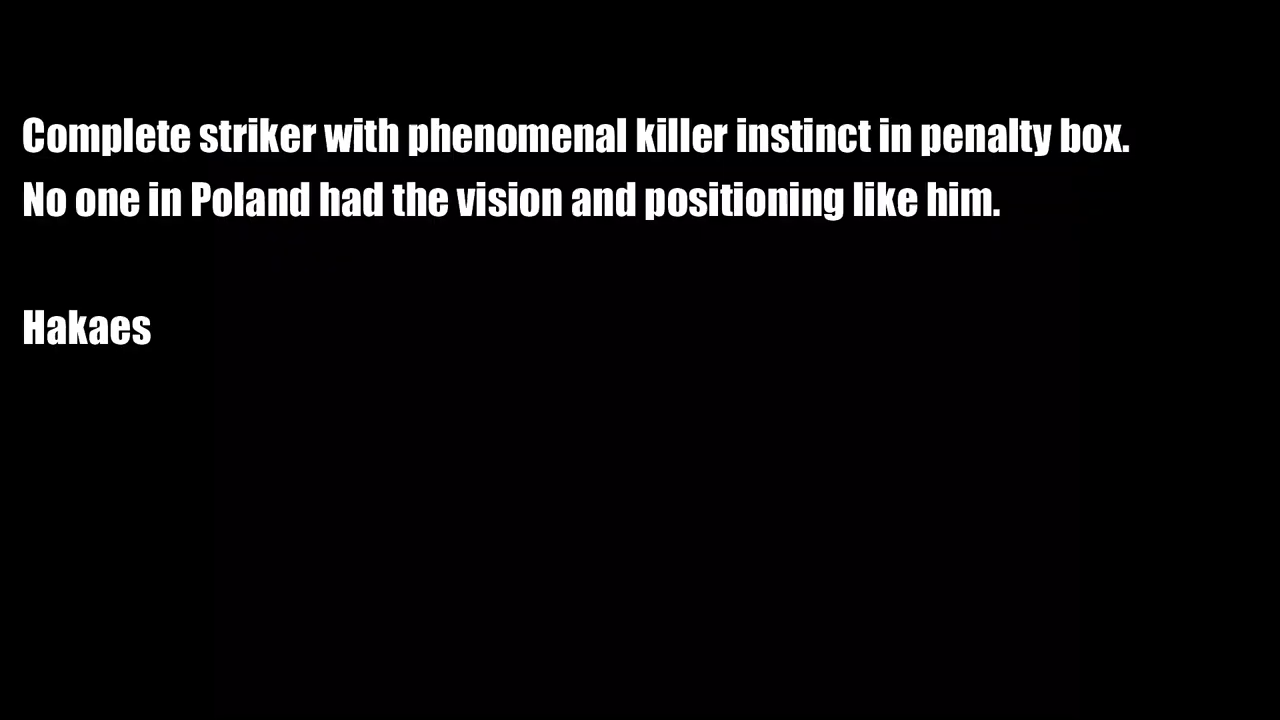 Complete striker with phenomenal killer instinct in penalty box.
No one in Poland had the vision and positioning like him.
Hakaes